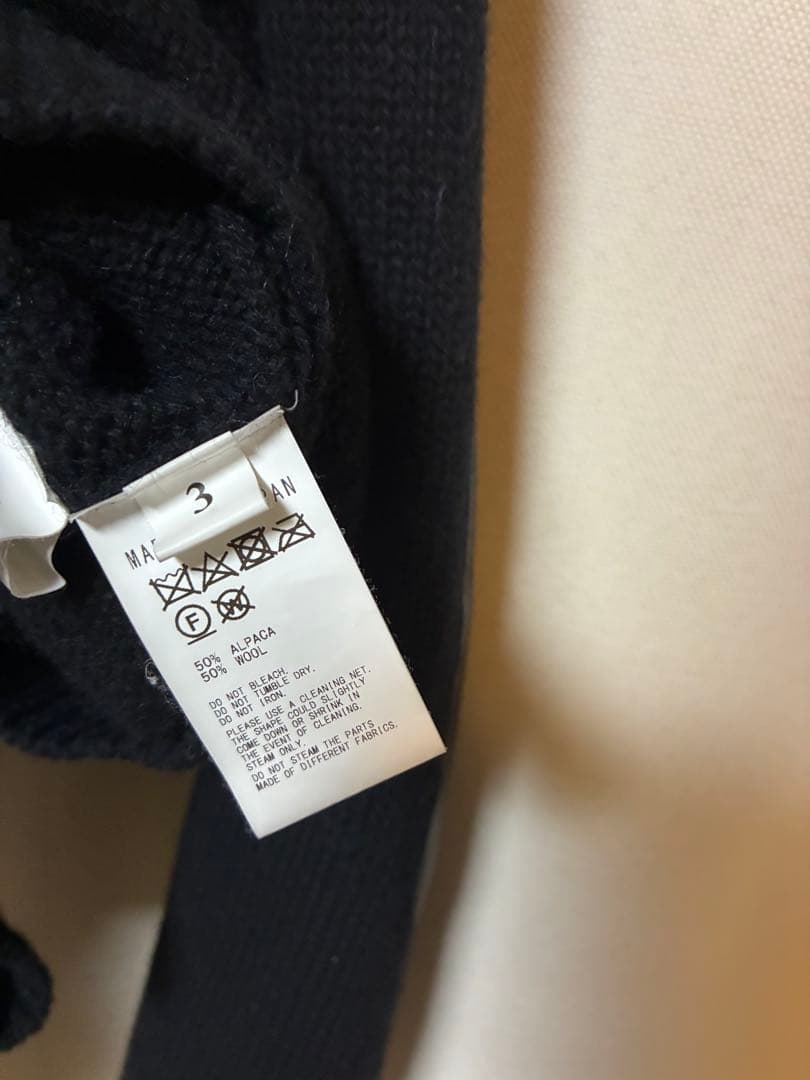 3
MA PAN
F
W
50% ALPACA
50% WOOL
DO NOT BLEACH.
DO NOT TUMBLE DRY.
DO NOT IRON.
PLEASE USE A CLEANING NET.
THE SHAPE COULD SLIGHTLY
COME DOWN OR SHRINK IN
THE EVENT OF CLEANING.
STEAM ONLY.
DO NOT STEAM THE PARTS
MADE OF DIFFERENT FABRICS.